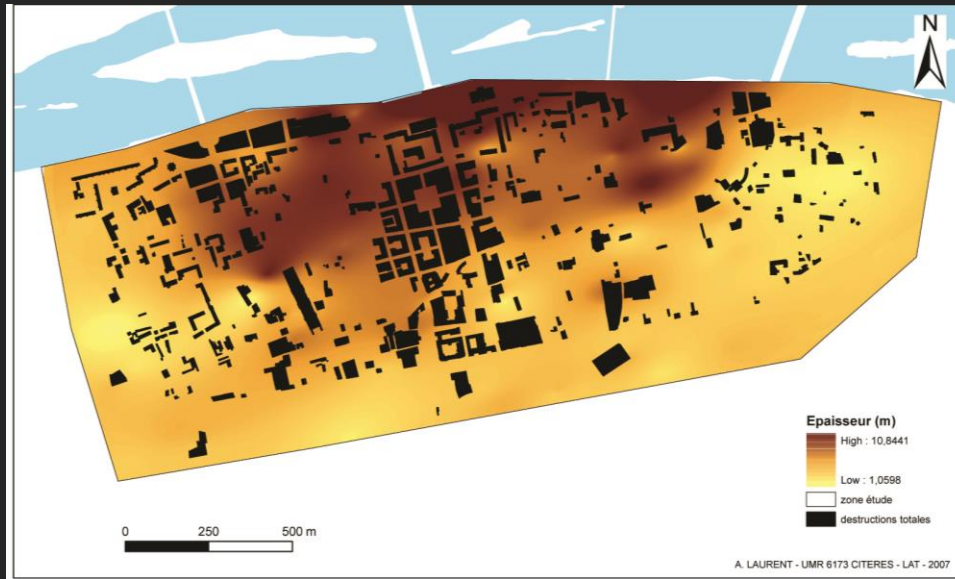 N
Epaisseur (m)
High : 10,8441
Low : 1,0598
zone étude
destructions totales
0 250 500 m
A. LAURENT - UMR 6173 CITERES - LAT - 2007